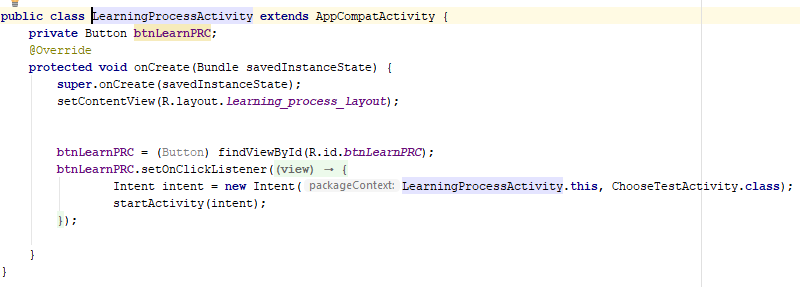 public class LearningProcessActivity extends AppCompatActivity {
private Button btnLearnPRC;
@Override
protected void onCreate(Bundle savedInstanceState) {
super.onCreate(savedInstanceState);
setContentView(R.layout.learning_process_layout);
btnLearnPRC = (Button) findViewById(R.id.btnLearnPRC);
btnLearnPRC.setOnClickListener((view) → {
Intent intent = new Intent( packageContext: LearningProcessActivity.this, ChooseTestActivity.class);
startActivity(intent);
});
}
}